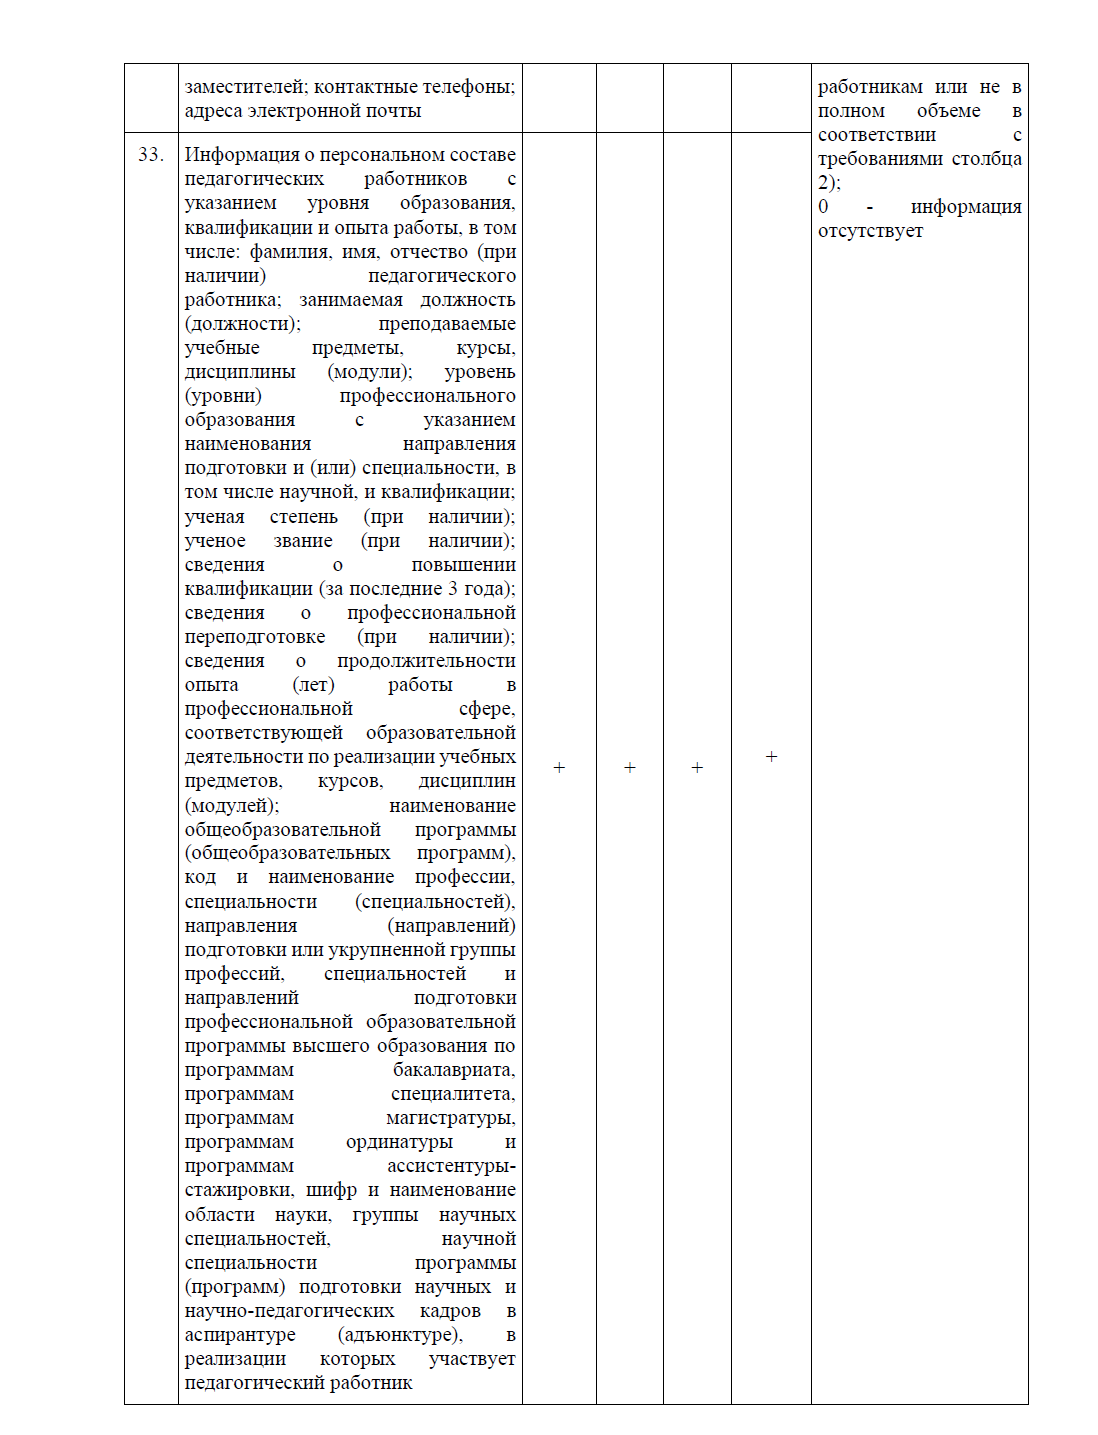 заместителей; контактные телефоны;
адреса электронной почты
работникам или не в
полном объеме в
соответствии с
требованиями столбца
2);
0 - информация
отсутствует
33.
Информация о персональном составе
педагогических работников с
указанием уровня образования,
квалификации и опыта работы, в том
числе: фамилия, имя, отчество (при
наличии) педагогического
работника; занимаемая должность
(должности); преподаваемые
учебные предметы, курсы,
дисциплины (модули); уровень
(уровни) профессионального
образования с указанием
наименования направления
подготовки и (или) специальности, в
том числе научной, и квалификации;
ученая степень (при наличии);
ученое звание (при наличии);
сведения о повышении
квалификации (за последние 3 года);
сведения о профессиональной
переподготовке (при наличии);
сведения о продолжительности
опыта (лет) работы в
профессиональной сфере,
соответствующей образовательной
деятельности по реализации учебных
предметов, курсов, дисциплин
(модулей); наименование
общеобразовательной программы
(общеобразовательных программ),
код и наименование профессии,
специальности (специальностей),
направления (направлений)
подготовки или укрупненной группы
профессий, специальностей и
направлений подготовки
профессиональной образовательной
программы высшего образования по
программам бакалавриата,
программам специалитета,
программам магистратуры,
программам ординатуры и
программам ассистентуры-
стажировки, шифр и наименование
области науки, группы научных
специальностей, научной
специальности программы
(программ) подготовки научных и
научно-педагогических кадров в
аспирантуре (адъюнктуре), в
реализации которых участвует
педагогический работник
+ + + +